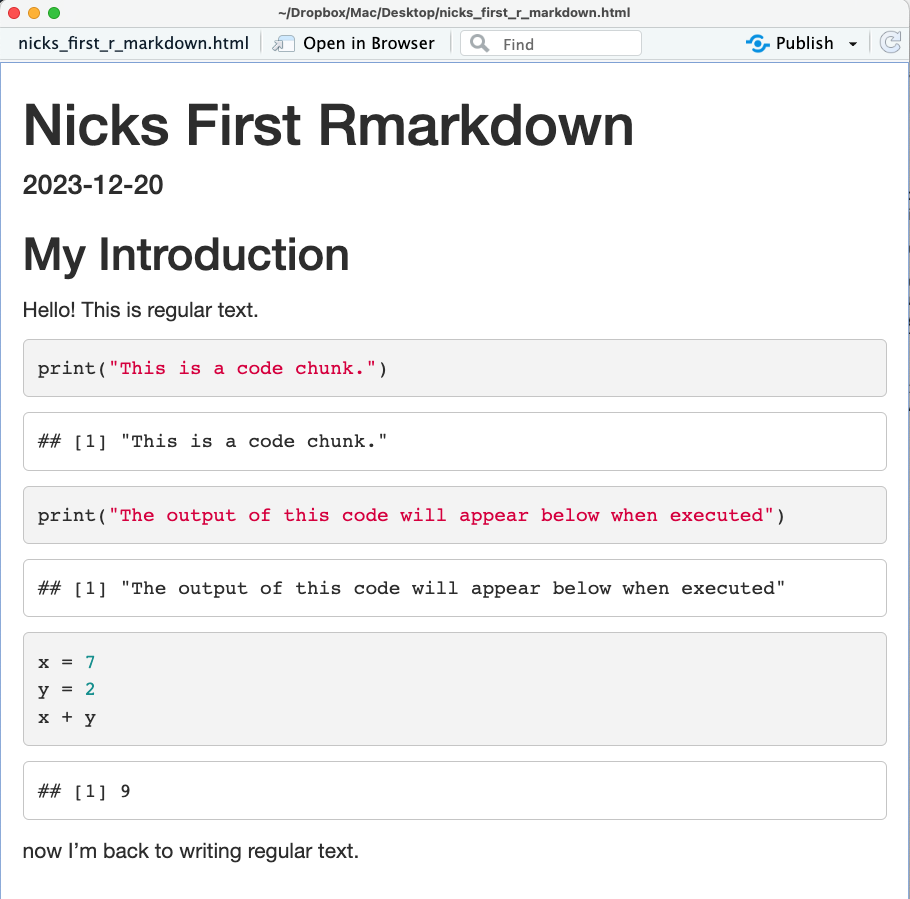 ~/Dropbox/Mac/Desktop/nicks_first_r_markdown.html
nicks_first_r_markdown.html Open in Browser Find Publish
Nicks First Rmarkdown
2023-12-20
My Introduction
Hello! This is regular text.
print("This is a code chunk.")
## [1] "This is a code chunk."
print("The output of this code will appear below when executed")
## [1] "The output of this code will appear below when executed"
x = 7
y = 2
x + y
## [1] 9
now I’m back to writing regular text.